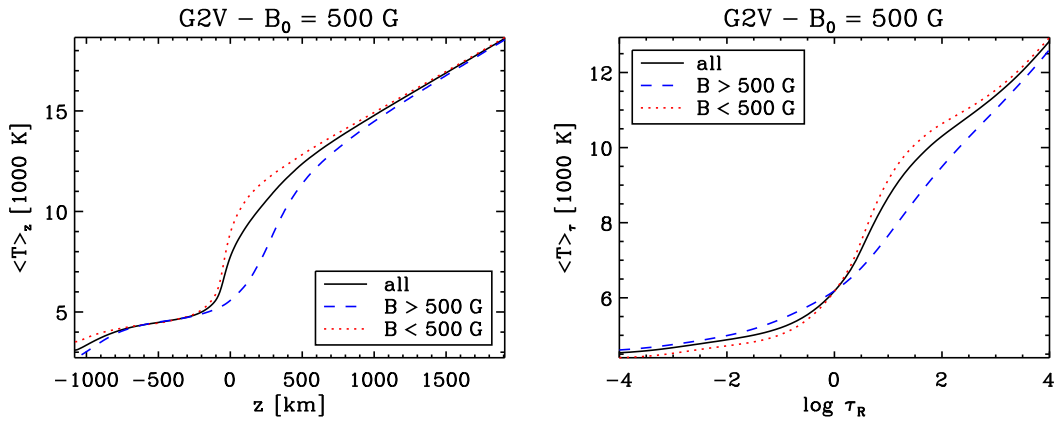 G2V − B₀ = 500 G
<T>z [1000 K]
15
10
5
all
B > 500 G
B < 500 G
−1000 −500 0 500 1000 1500
z [km]
G2V − B₀ = 500 G
<T>τ [1000 K]
all
B > 500 G
B < 500 G
12
10
8
6
−4 −2 0 2 4
log τR